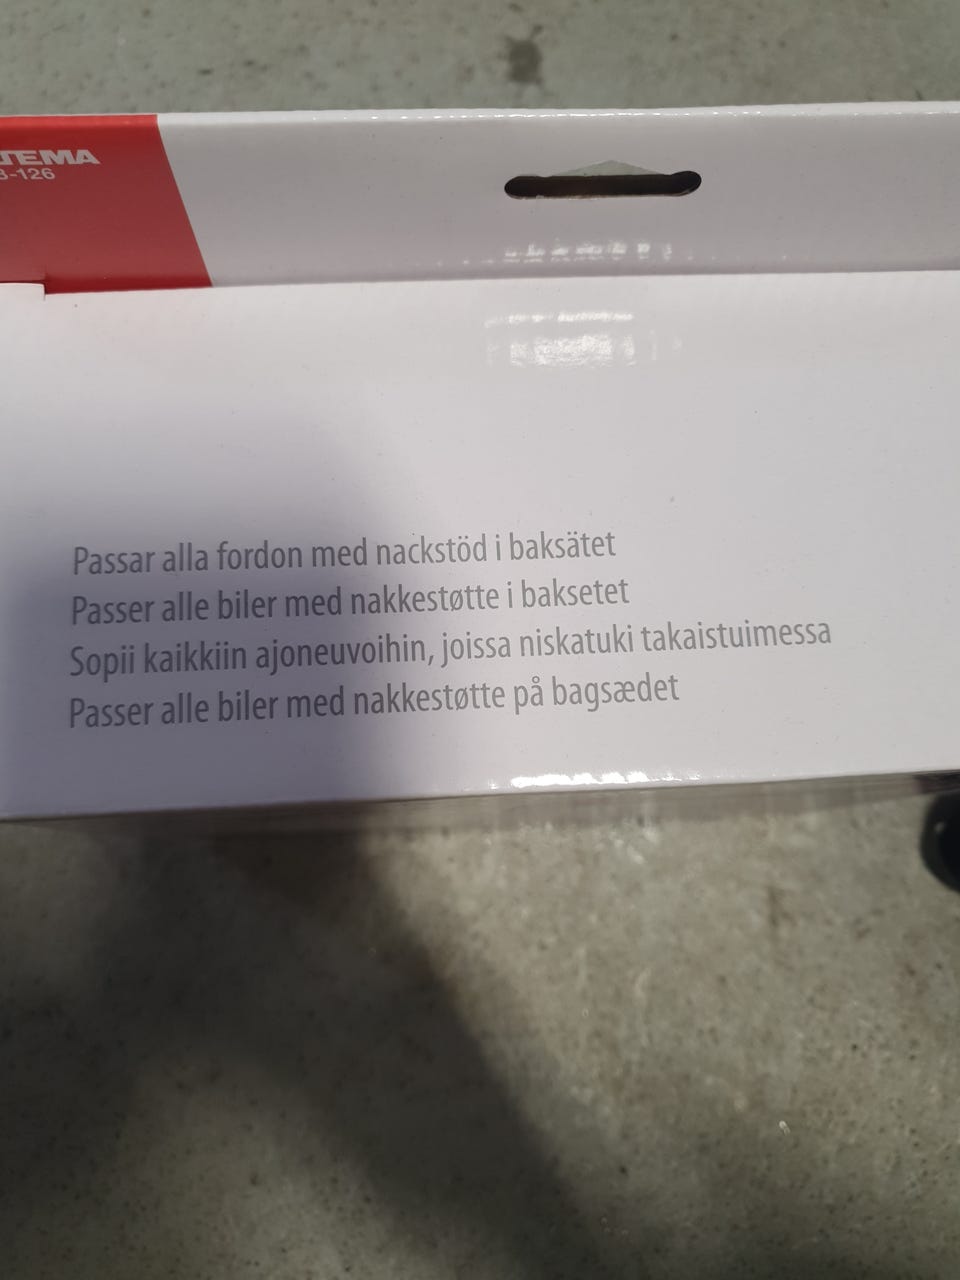 TEMA
-126
Passar alla fordon med nackstöd i baksätet
Passer alle biler med nakkestøtte i baksetet
Sopii kaikkiin ajoneuvoihin, joissa niskatuki takaistuimessa
Passer alle biler med nakkestøtte på bagsædet